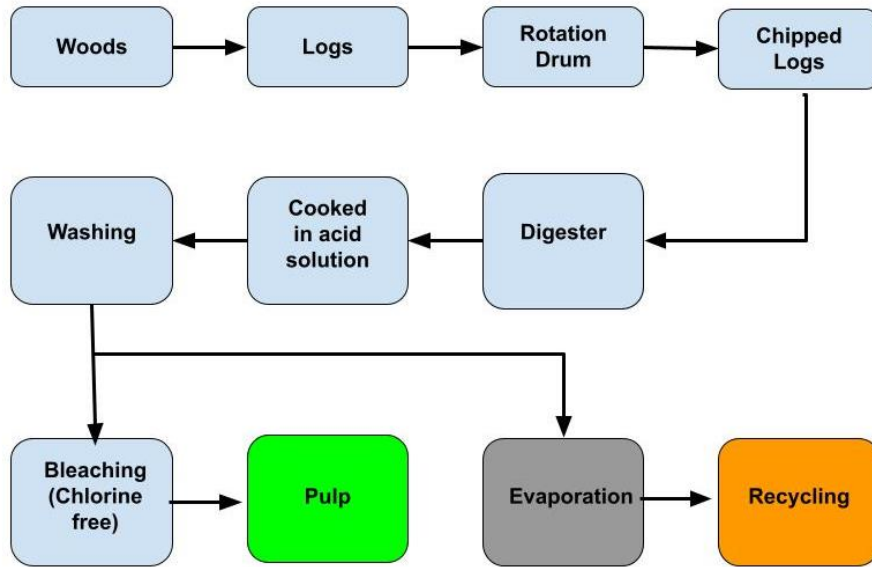 Woods
Logs
Rotation
Drum
Chipped
Logs
Washing
Cooked
in acid
solution
Digester
Bleaching
(Chlorine
free)
Pulp
Evaporation
Recycling